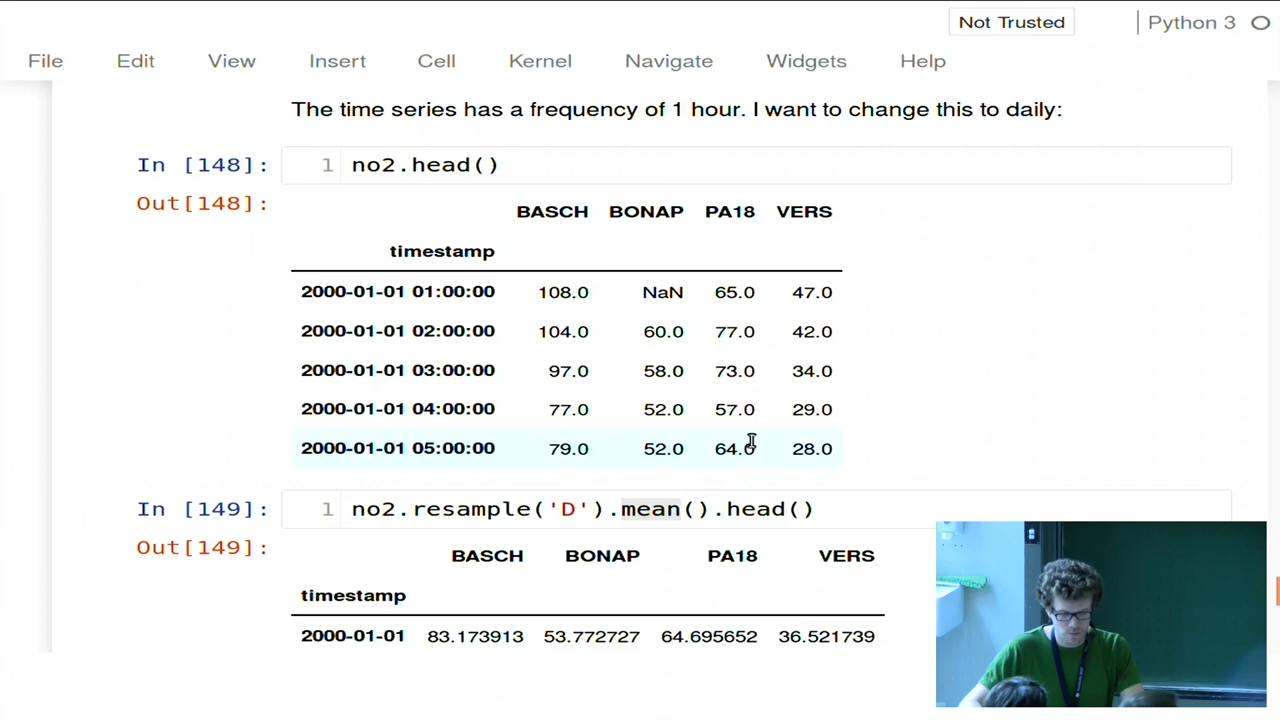 Not Trusted Python 3
File Edit View Insert Cell Kernel Navigate Widgets Help
The time series has a frequency of 1 hour. I want to change this to daily:
In [148]: 1 no2.head()
Out[148]:
BASCH BONAP PA18 VERS
timestamp
2000-01-01 01:00:00 108.0 NaN 65.0 47.0
2000-01-01 02:00:00 104.0 60.0 77.0 42.0
2000-01-01 03:00:00 97.0 58.0 73.0 34.0
2000-01-01 04:00:00 77.0 52.0 57.0 29.0
2000-01-01 05:00:00 79.0 52.0 64.0 28.0
In [149]: 1 no2.resample('D').mean().head()
Out[149]:
BASCH BONAP PA18 VERS
timestamp
2000-01-01 83.173913 53.772727 64.695652 36.521739